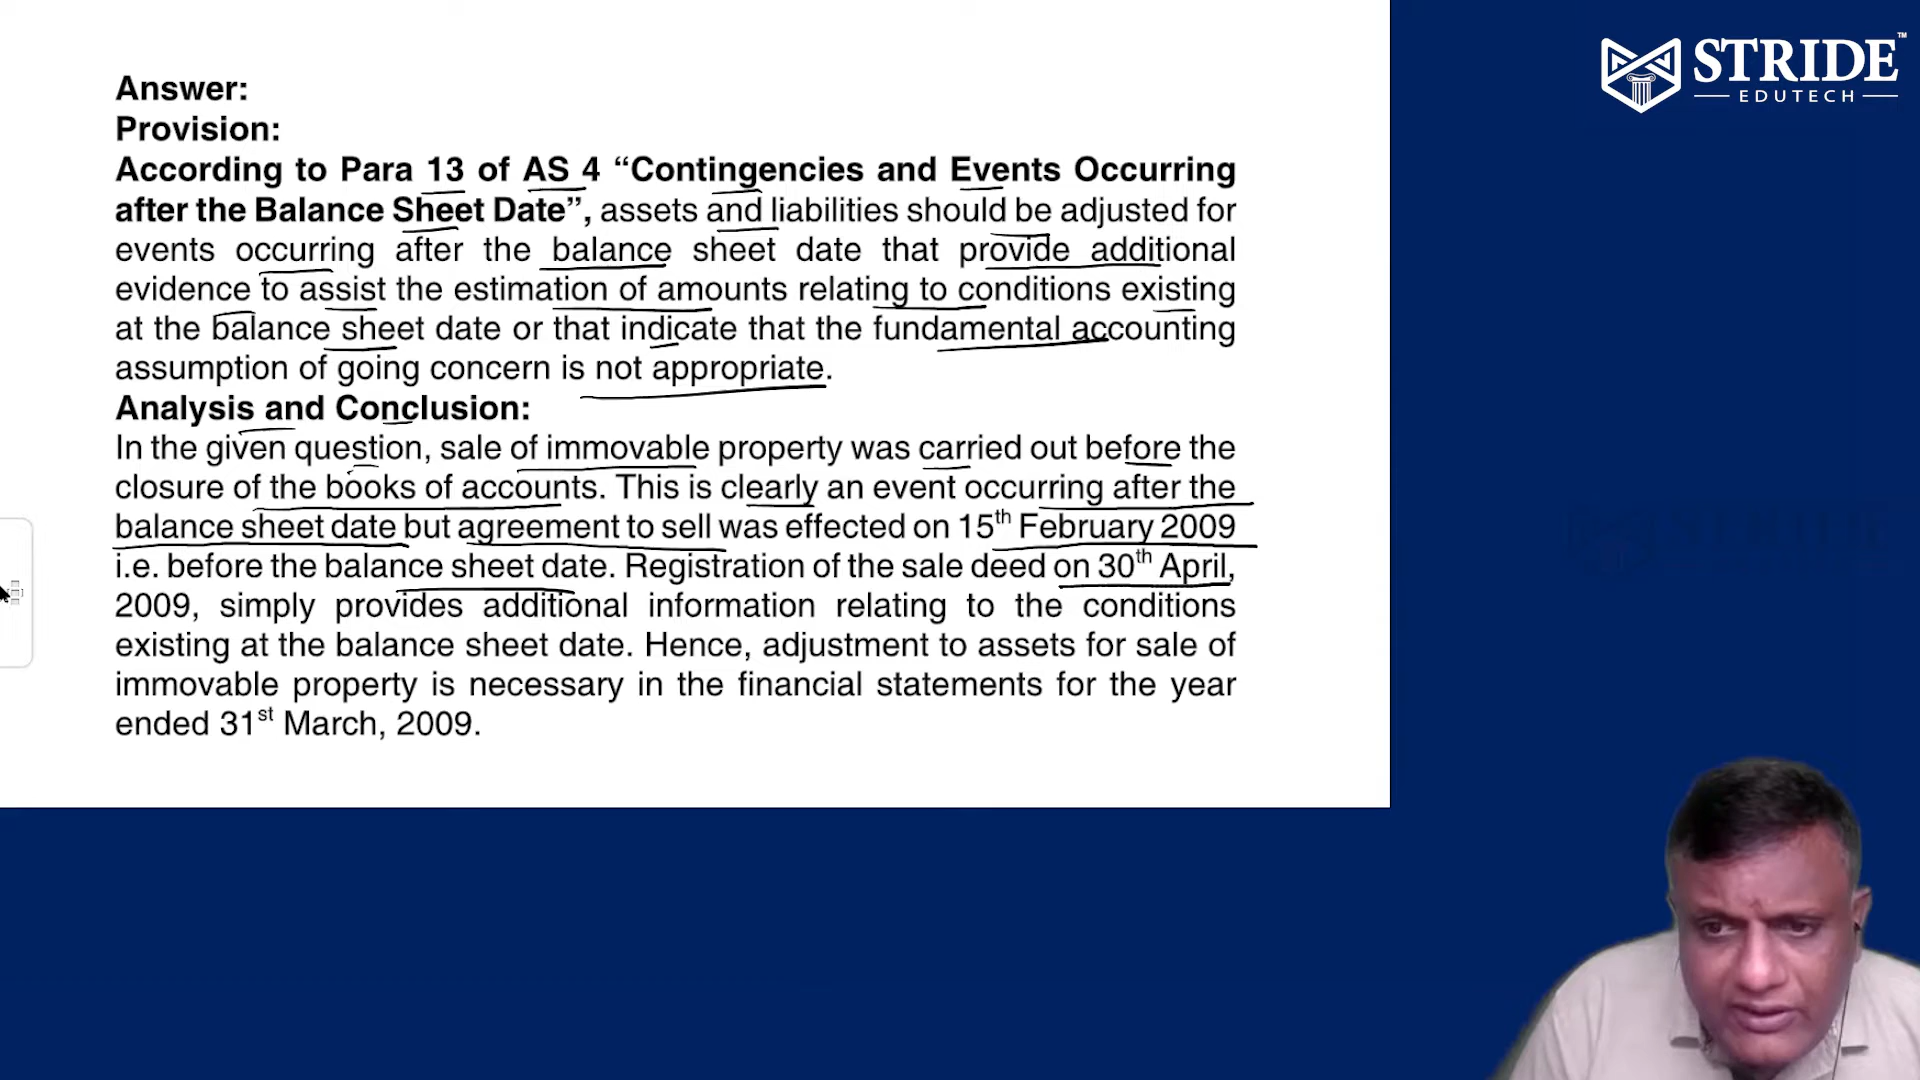 Answer:
Provision:
According to Para 13 of AS 4 “Contingencies and Events Occurring
after the Balance Sheet Date”, assets and liabilities should be adjusted for
events occurring after the balance sheet date that provide additional
evidence to assist the estimation of amounts relating to conditions existing
at the balance sheet date or that indicate that the fundamental accounting
assumption of going concern is not appropriate.
Analysis and Conclusion:
In the given question, sale of immovable property was carried out before the
closure of the books of accounts. This is clearly an event occurring after the
balance sheet date but agreement to sell was effected on 15th February 2009
i.e. before the balance sheet date. Registration of the sale deed on 30th April,
2009, simply provides additional information relating to the conditions
existing at the balance sheet date. Hence, adjustment to assets for sale of
immovable property is necessary in the financial statements for the year
ended 31st March, 2009.
STRIDE™
EDUTECH
STRIDE